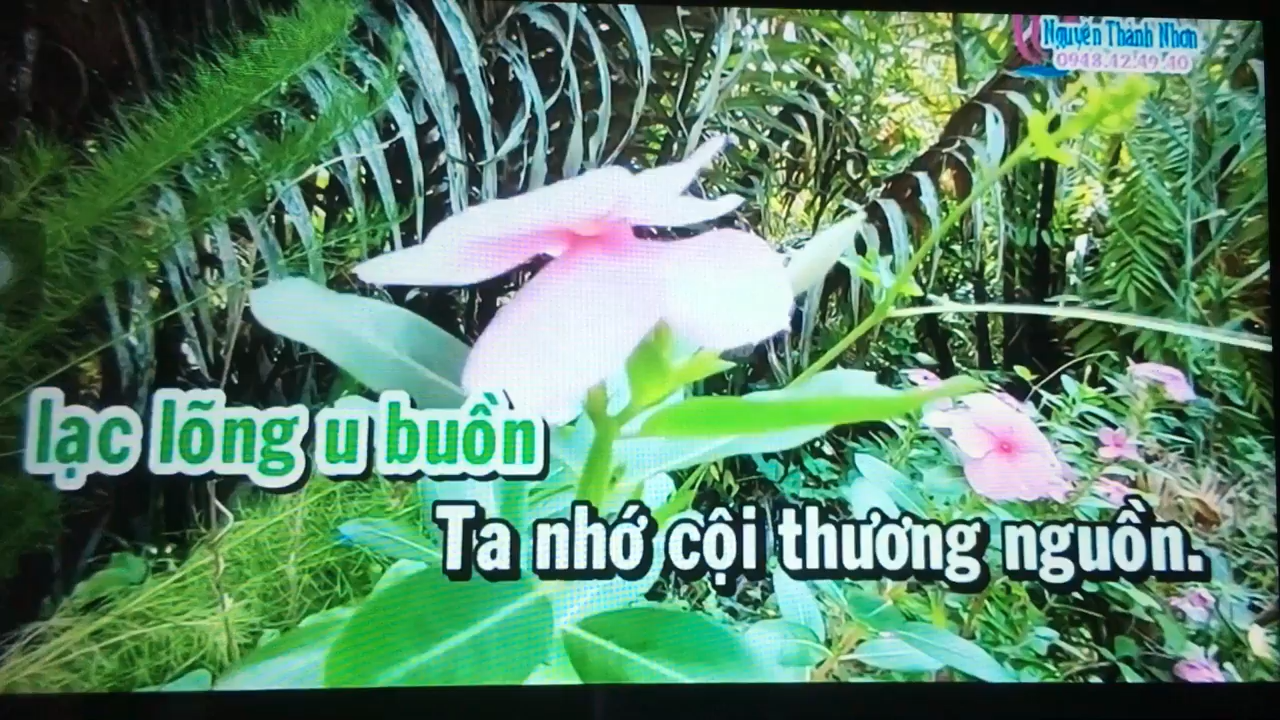 Nguyễn Thành Nhơn
0948.42.49.40
lạc lõng u buồn
Ta nhớ cội thương nguồn.